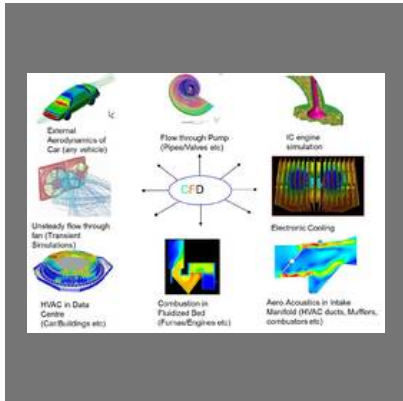 External
Aerodynamics of
Car (any vehicle)
Flow through Pump
(Pipes/Valves etc)
IC engine
simulation
CFD
Unsteady flow through
fan (Transient
Simulations)
Electronic Cooling
HVAC in Data
Centre
(Car/Buildings etc)
Combustion in
Fluidized Bed
(Furnas/Engines etc)
Aero Acoustics in Intake
Manifold (HVAC ducts, Mufflers,
combustors etc)